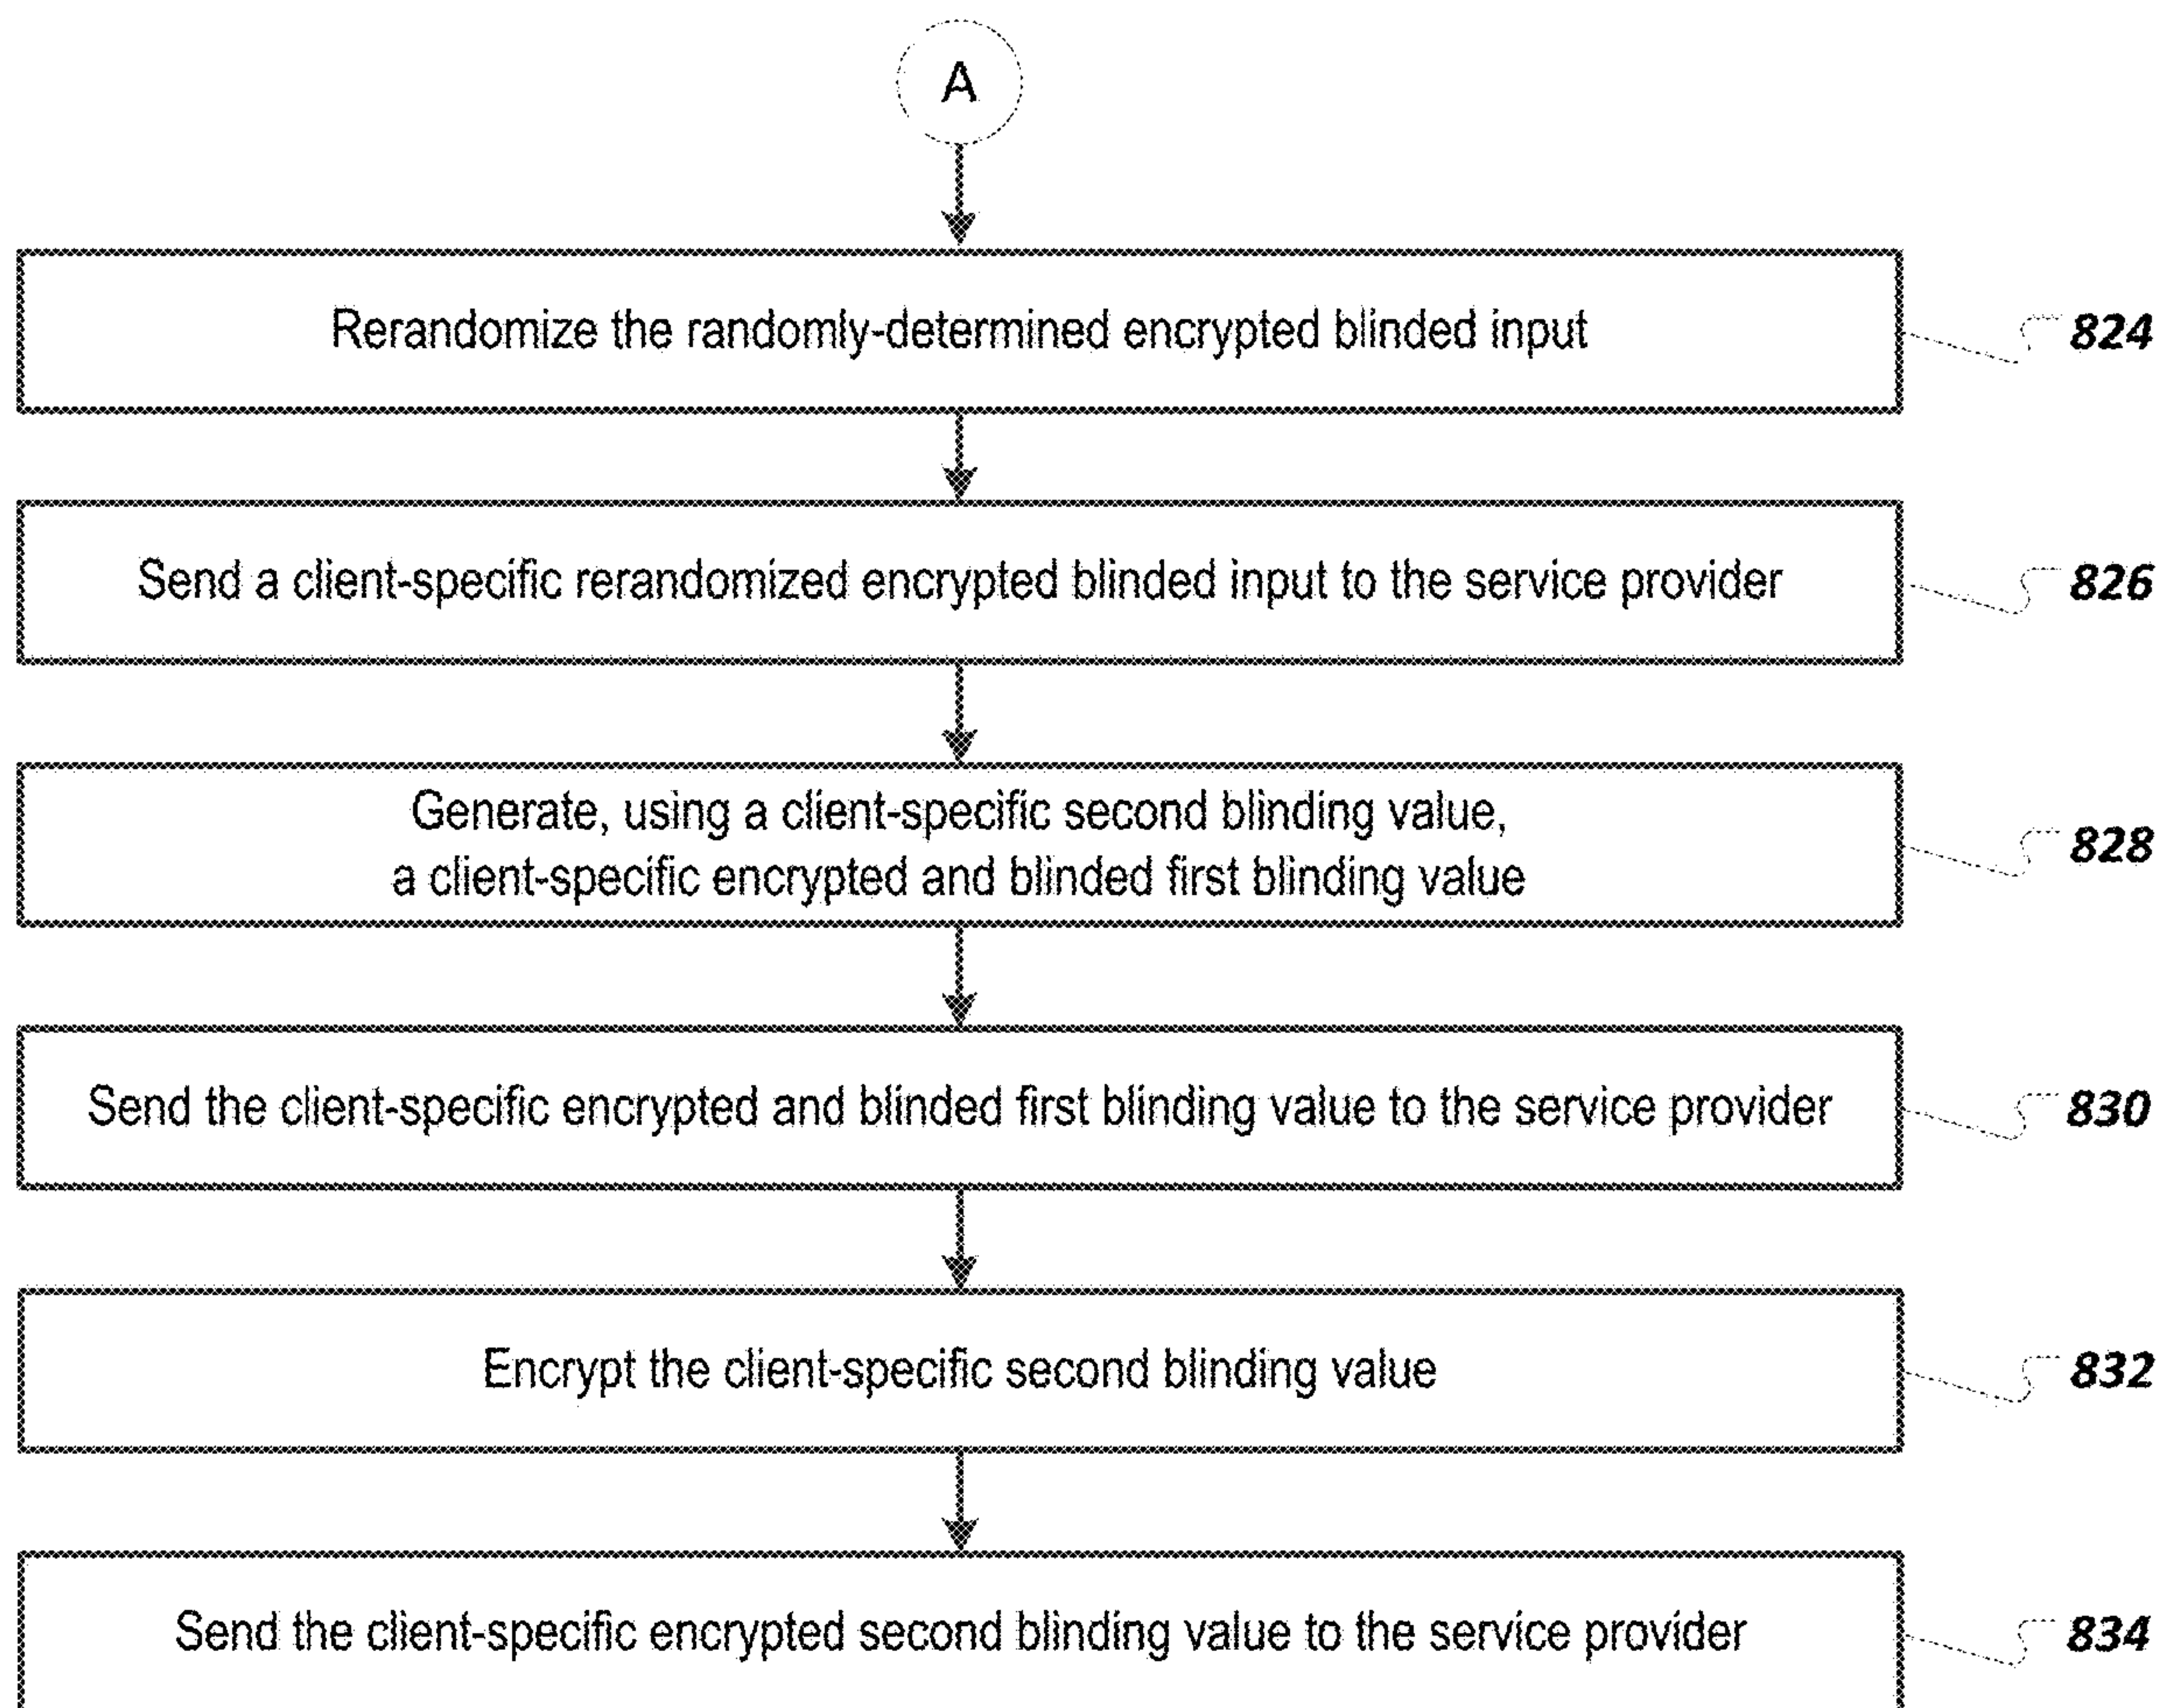 A
Rerandomize the randomly-determined encrypted blinded input
824
Send a client-specific rerandomized encrypted blinded input to the service provider
826
Generate, using a client-specific second blinding value,
a client-specific encrypted and blinded first blinding value
828
Send the client-specific encrypted and blinded first blinding value to the service provider
830
Encrypt the client-specific second blinding value
832
Send the client-specific encrypted second blinding value to the service provider
834